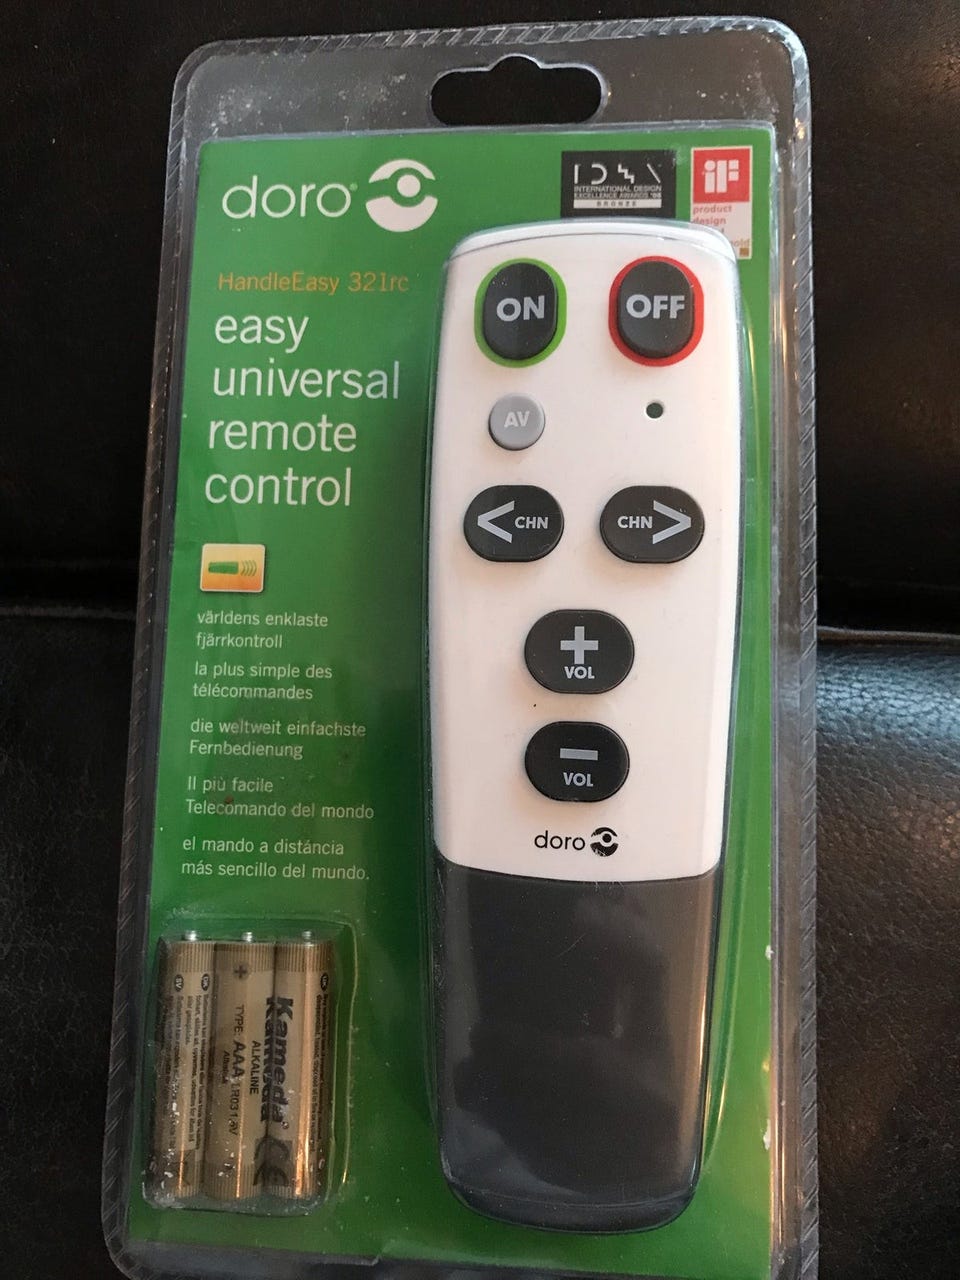 doro
IDEA
INTERNATIONAL DESIGN
EXCELLENCE AWARDS
BRONZE
iF
product
design
HandleEasy 321rc
easy
universal
remote
control
världens enklaste
fjärrkontroll
la plus simple des
télécommandes
die weltweit einfachste
Fernbedienung
Il più facile
Telecomando del mondo
el mando a distáncia
más sencillo del mundo.
ON
OFF
AV
< CHN
CHN >
+
VOL
−
VOL
doro
Kameda
ALKALINE
TYPE: AAA
CE